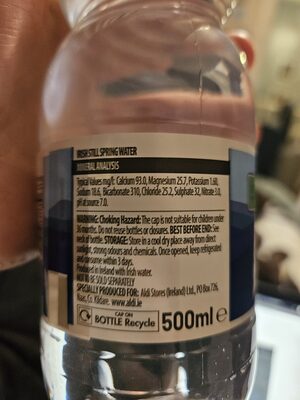 IRISH STILL SPRING WATER
MINERAL ANALYSIS
Typical Values mg/l: Calcium 93.0, Magnesium 25.7, Potassium 1.60,
Sodium 18.6, Bicarbonate 310, Chloride 25.2, Sulphate 32, Nitrate 5.0,
pH at source 7.0.
WARNING: Choking Hazard: The cap is not suitable for children under
36 months. Do not reuse bottles or closures. BEST BEFORE END: See
neck of bottle. STORAGE: Store in a cool dry place away from direct
sunlight, strong odours and chemicals. Once opened, keep refrigerated
and consume within 3 days.
Produced in Ireland with Irish water.
NOT TO BE SOLD SEPARATELY
SPECIALLY PRODUCED FOR: Aldi Stores (Ireland) Ltd., PO Box 726,
Naas, Co. Kildare. www.aldi.ie
CAP ON
BOTTLE Recycle
500ml e